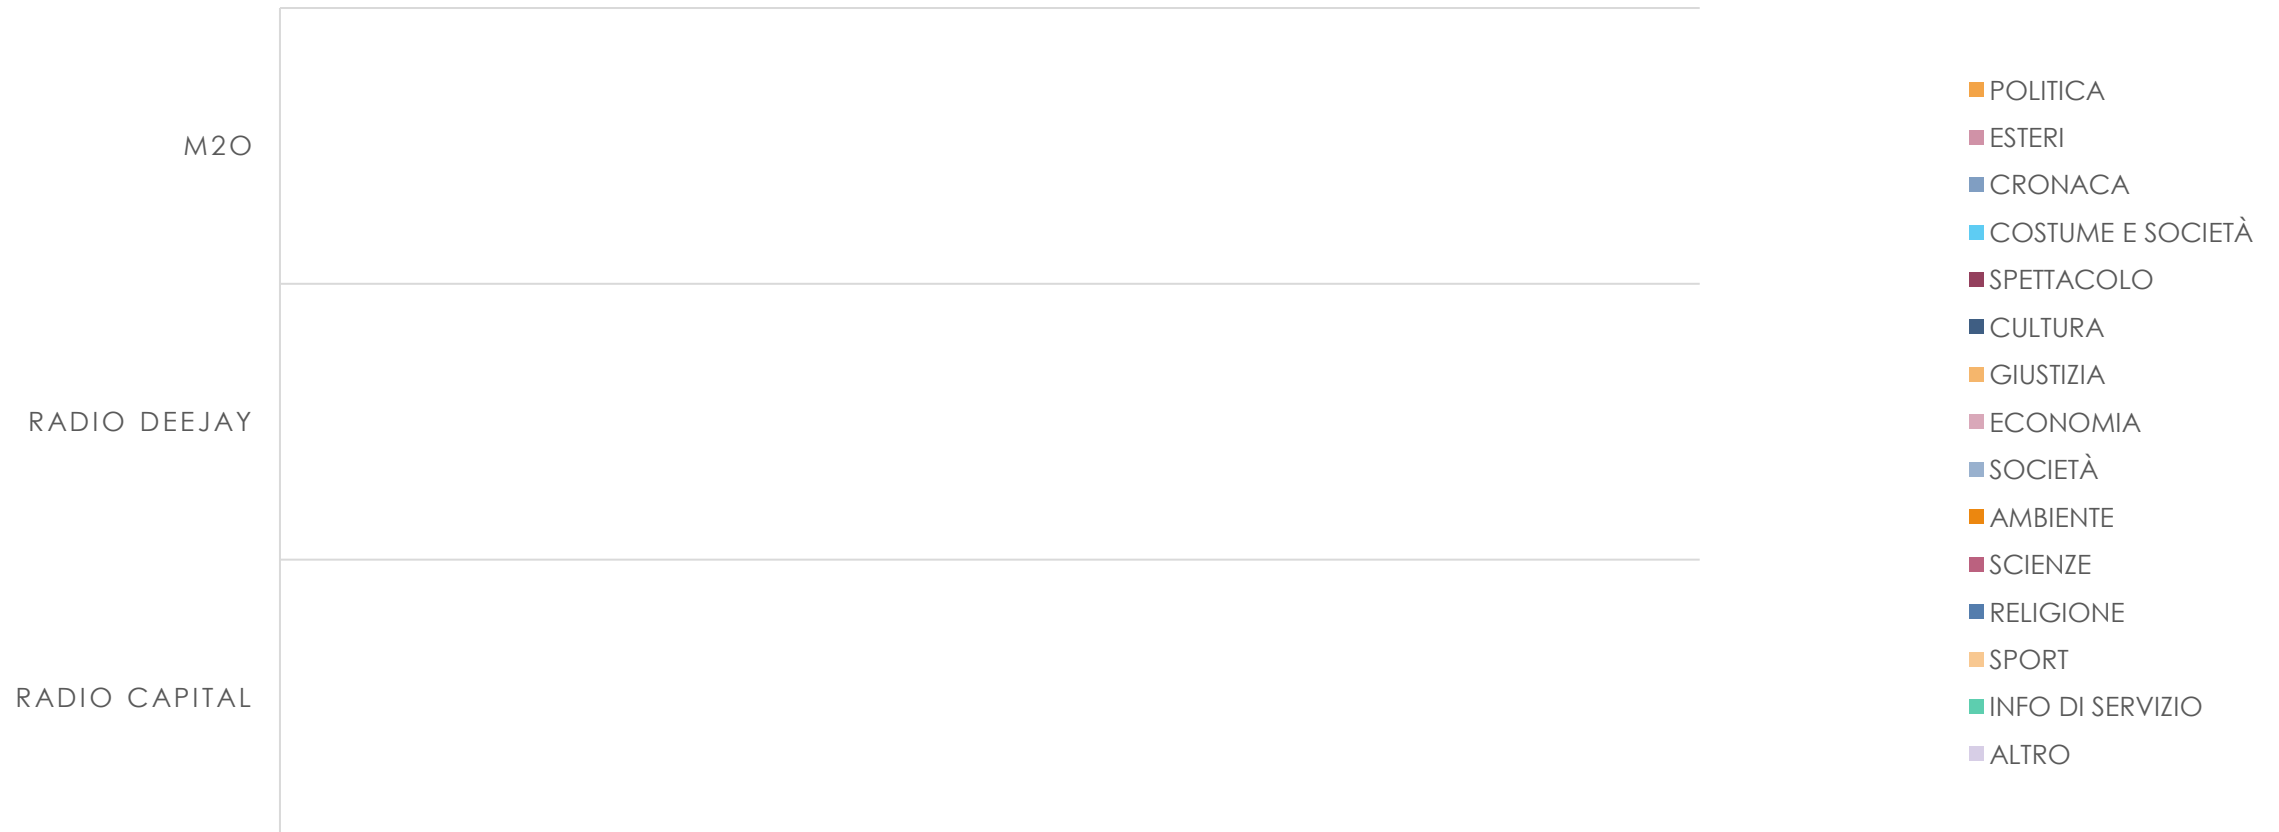 M2O
RADIO DEEJAY
RADIO CAPITAL
POLITICA
ESTERI
CRONACA
COSTUME E SOCIETÀ
SPETTACOLO
CULTURA
GIUSTIZIA
ECONOMIA
SOCIETÀ
AMBIENTE
SCIENZE
RELIGIONE
SPORT
INFO DI SERVIZIO
ALTRO